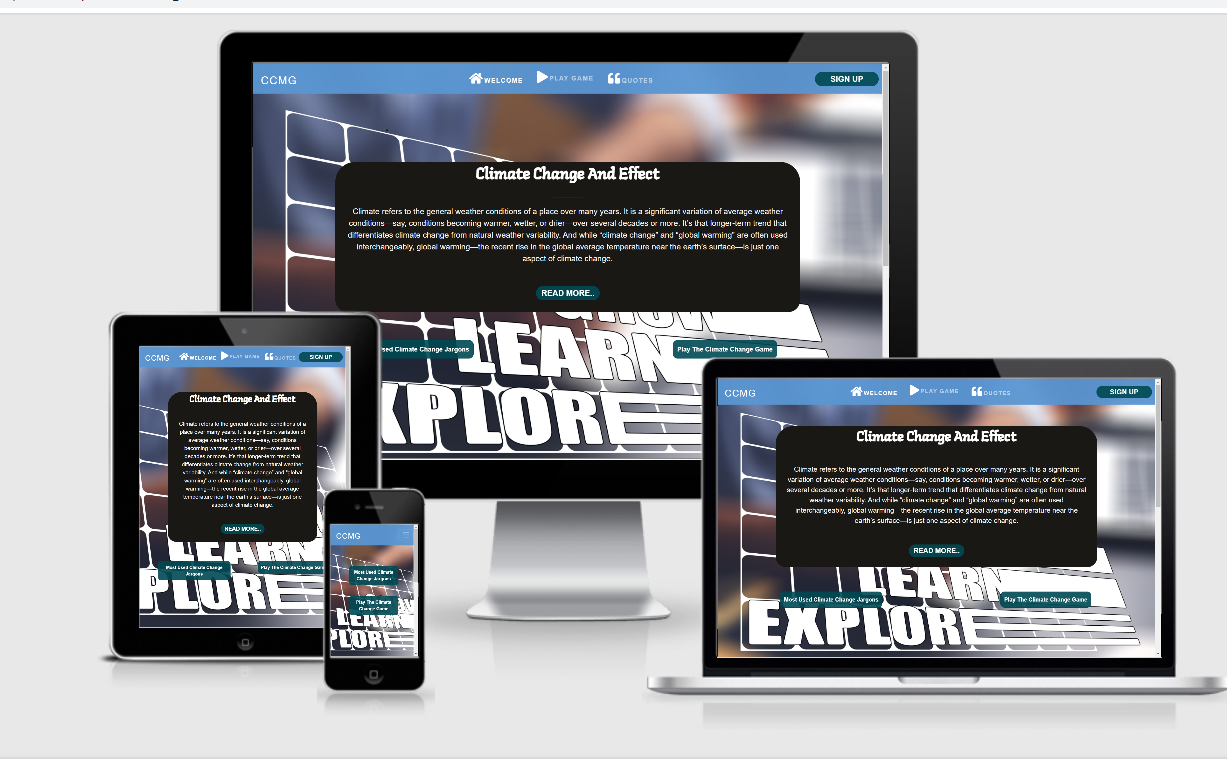 CCMG
WELCOME
PLAY GAME
QUOTES
SIGN UP
Climate Change And Effect
Climate refers to the general weather conditions of a place over many years. It is a significant variation of average weather
conditions—say, conditions becoming warmer, wetter, or drier—over several decades or more. It's that longer-term trend that
differentiates climate change from natural weather variability. And while "climate change" and "global warming" are often used
interchangeably, global warming—the recent rise in the global average temperature near the earth's surface—is just one
aspect of climate change.
READ MORE..
LEARN
Used Climate Change Jargons
Play The Climate Change Game
EXPLORE
CCMG
WELCOME
PLAY GAME
QUOTES
SIGN UP
Climate Change And Effect
Climate refers to the general weather conditions of a
place over many years. It is a significant variation of
average weather conditions—say, conditions
becoming warmer, wetter, or drier—over several
decades or more. It's that longer-term trend that
differentiates climate change from natural weather
variability. And while "climate change" and "global
warming" are often used interchangeably, global
warming—the recent rise in the global average
temperature near the earth's surface—is just one
aspect of climate change.
READ MORE..
LEARN
Most Used Climate Change
Jargons
Play The Climate Change Gam
PLORE
CCMG
Most Used Climate
Change Jargons
Play The Climate
Change Game
LEARN
PLORE
CCMG
WELCOME
PLAY GAME
QUOTES
SIGN UP
Climate Change And Effect
Climate refers to the general weather conditions of a place over many years. It is a significant
variation of average weather conditions—say, conditions becoming warmer, wetter, or drier—over
several decades or more. It's that longer-term trend that differentiates climate change from natural
weather variability. And while "climate change" and "global warming" are often used
interchangeably, global warming—the recent rise in the global average temperature near the
earth's surface—is just one aspect of climate change.
READ MORE..
LEARN
Most Used Climate Change Jargons
Play The Climate Change Game
EXPLORE